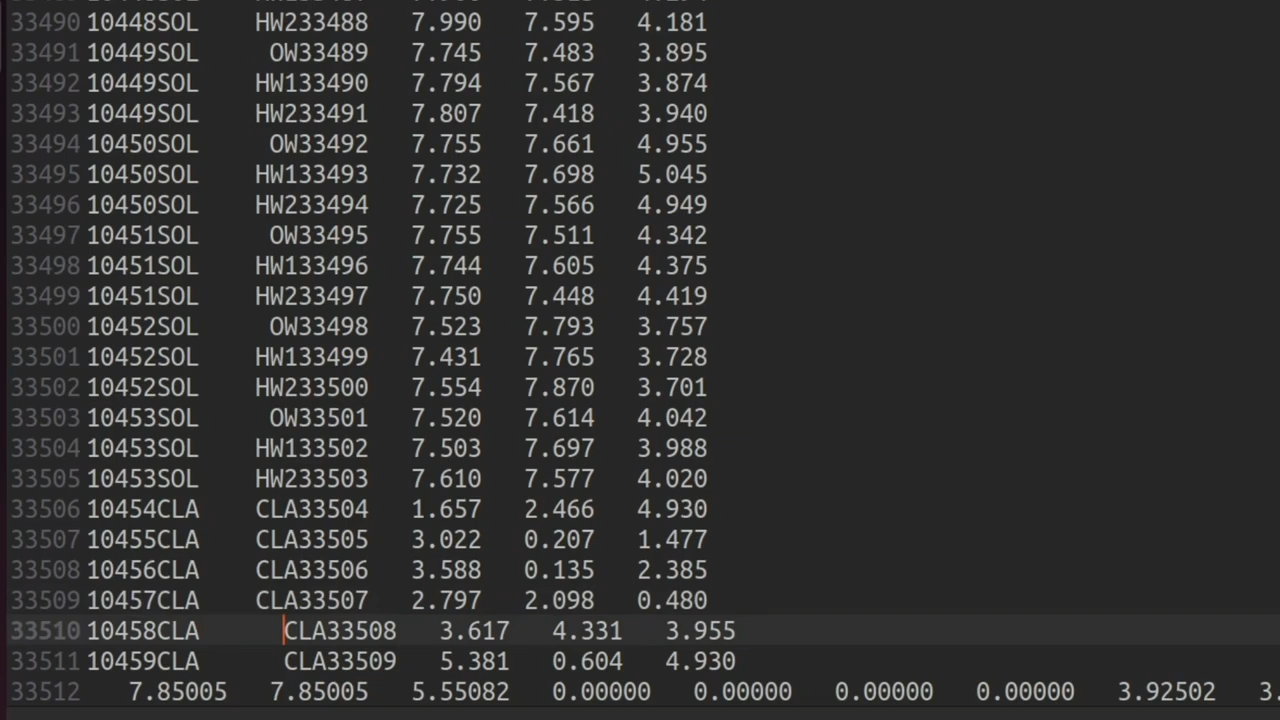 33490 10448SOL    HW233488   7.990   7.595   4.181
33491 10449SOL     OW33489   7.745   7.483   3.895
33492 10449SOL    HW133490   7.794   7.567   3.874
33493 10449SOL    HW233491   7.807   7.418   3.940
33494 10450SOL     OW33492   7.755   7.661   4.955
33495 10450SOL    HW133493   7.732   7.698   5.045
33496 10450SOL    HW233494   7.725   7.566   4.949
33497 10451SOL     OW33495   7.755   7.511   4.342
33498 10451SOL    HW133496   7.744   7.605   4.375
33499 10451SOL    HW233497   7.750   7.448   4.419
33500 10452SOL     OW33498   7.523   7.793   3.757
33501 10452SOL    HW133499   7.431   7.765   3.728
33502 10452SOL    HW233500   7.554   7.870   3.701
33503 10453SOL     OW33501   7.520   7.614   4.042
33504 10453SOL    HW133502   7.503   7.697   3.988
33505 10453SOL    HW233503   7.610   7.577   4.020
33506 10454CLA    CLA33504   1.657   2.466   4.930
33507 10455CLA    CLA33505   3.022   0.207   1.477
33508 10456CLA    CLA33506   3.588   0.135   2.385
33509 10457CLA    CLA33507   2.797   2.098   0.480
33510 10458CLA      CLA33508   3.617   4.331   3.955
33511 10459CLA      CLA33509   5.381   0.604   4.930
33512    7.85005   7.85005   5.55082   0.00000   0.00000   0.00000   0.00000   3.92502   3.